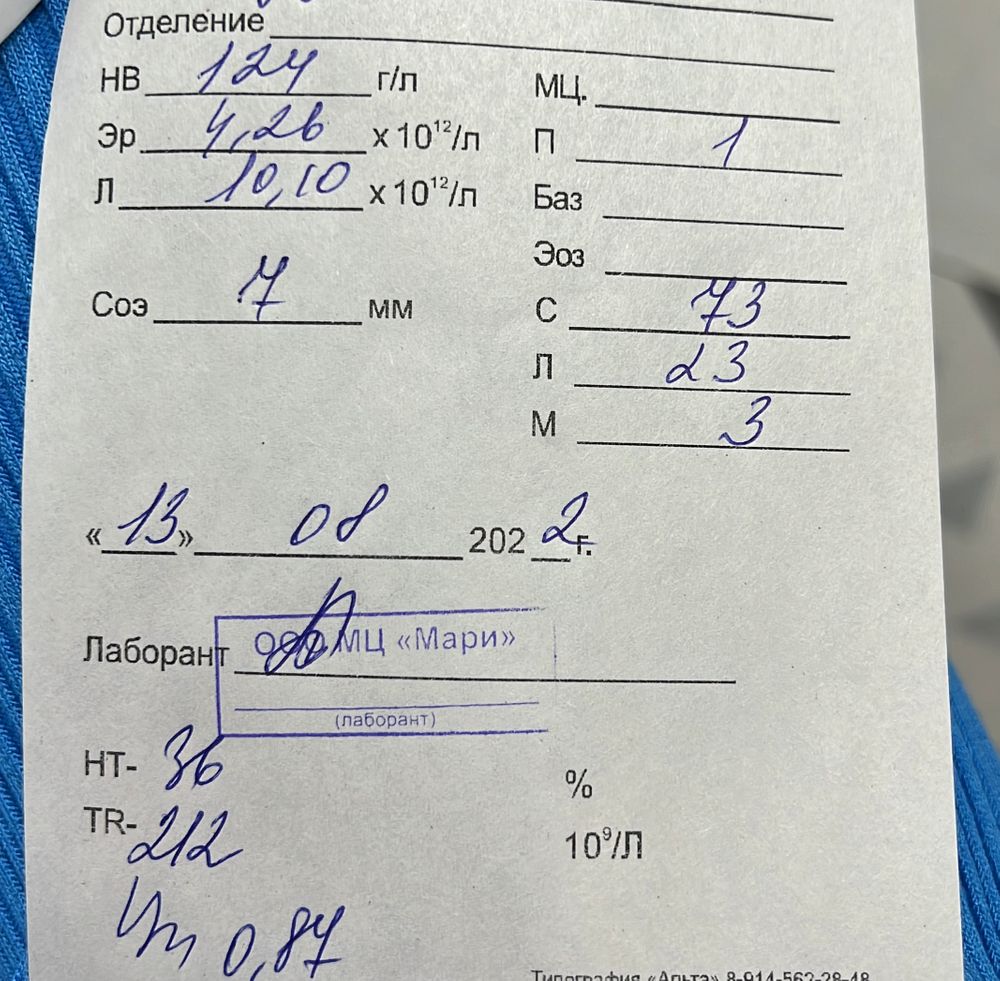 Отделение
НВ 124 г/л МЦ.
Эр 4,26 х 10¹²/л П 1
Л 10,10 х 10¹²/л Баз
Эоз
Соэ 7 мм С 73
Л 23
М 3
«13» 08 2022г.
Лаборант
ООО МЦ «Мари»
(лаборант)
НТ- 36 %
TR- 212 10⁹/Л
0,87
Типография «Альта» 8-914-562-28-48